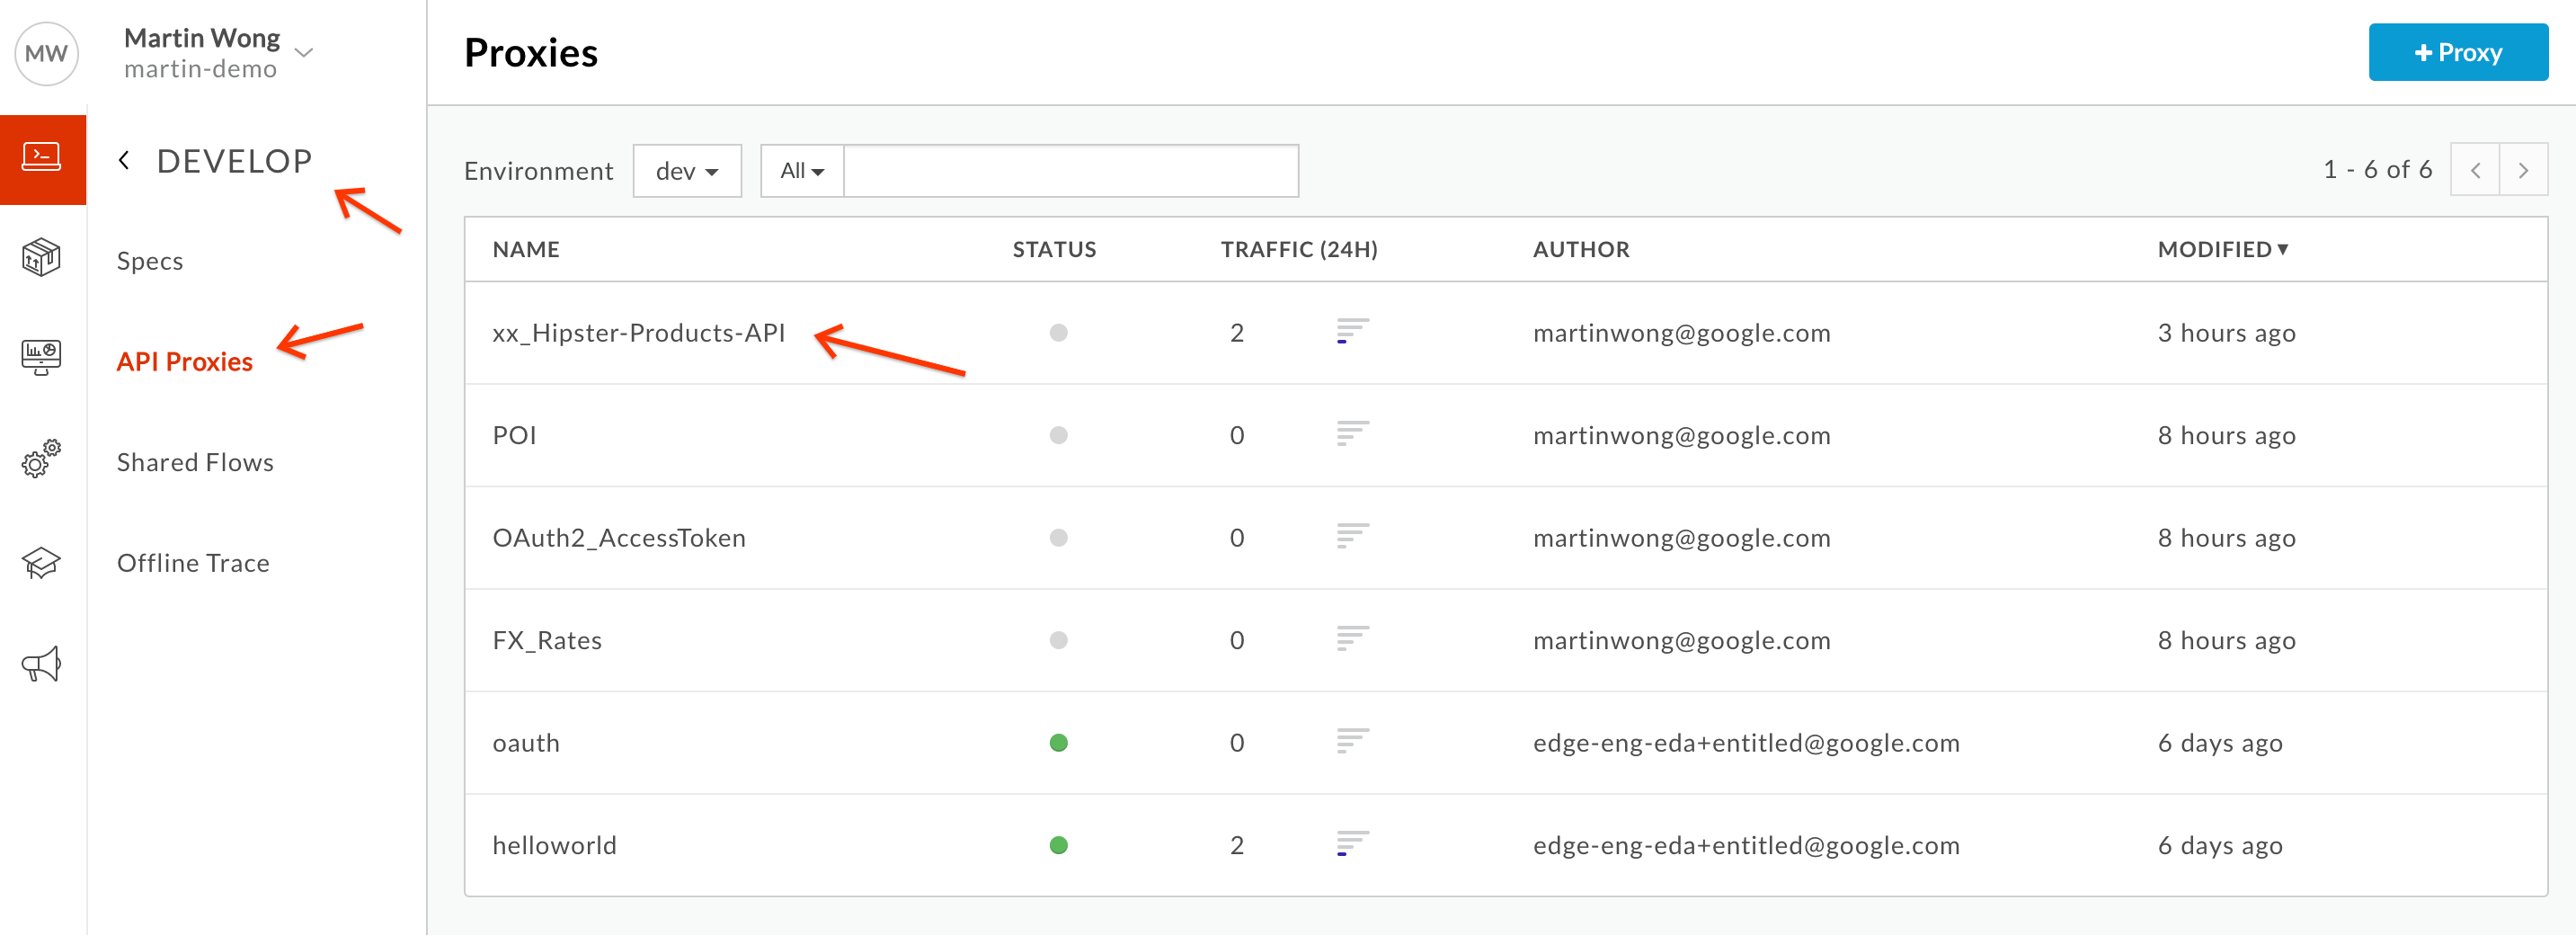 MW
Martin Wong
martin-demo
DEVELOP
Specs
API Proxies
Shared Flows
Offline Trace
Proxies
+ Proxy
Environment dev All
1 - 6 of 6
NAME STATUS TRAFFIC (24H) AUTHOR MODIFIED
xx_Hipster-Products-API 2 martinwong@google.com 3 hours ago
POI 0 martinwong@google.com 8 hours ago
OAuth2_AccessToken 0 martinwong@google.com 8 hours ago
FX_Rates 0 martinwong@google.com 8 hours ago
oauth 0 edge-eng-eda+entitled@google.com 6 days ago
helloworld 2 edge-eng-eda+entitled@google.com 6 days ago